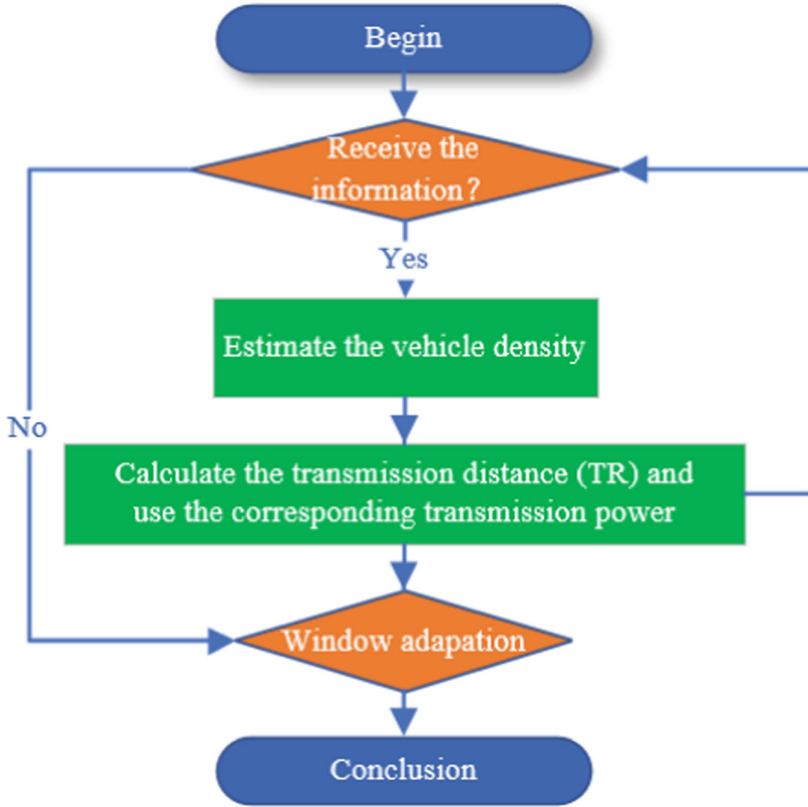 Begin
Receive the
information?
Yes
Estimate the vehicle density
No
Calculate the transmission distance (TR) and
use the corresponding transmission power
Window adapation
Conclusion